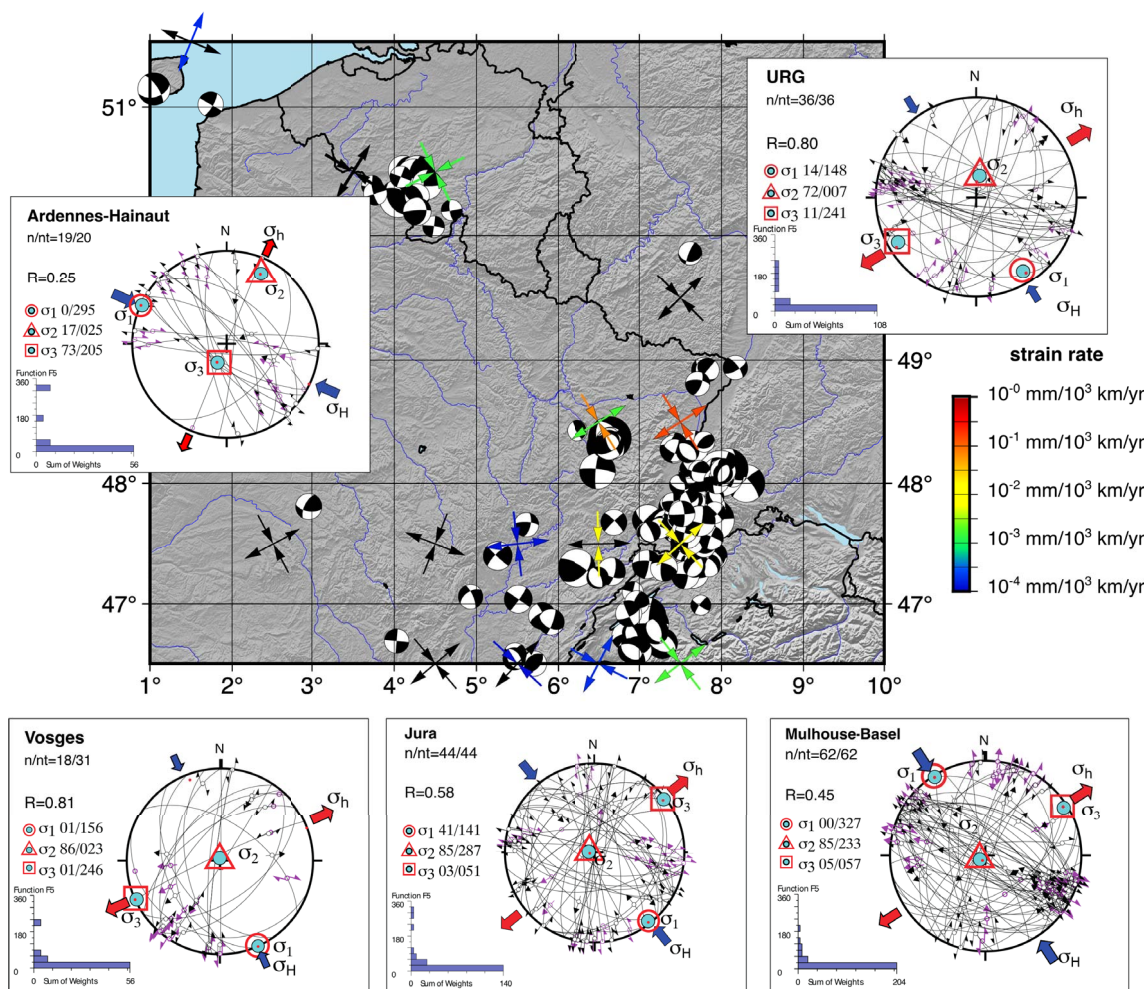 URG
n/nt=36/36
R=0.80
σ1 14/148
σ2 72/007
σ3 11/241
Function F5
360
180
0
0 Sum of Weights 108
N
σh
σ2
σ3
σ1
σH
Ardennes-Hainaut
n/nt=19/20
R=0.25
σ1 0/295
σ2 17/025
σ3 73/205
Function F5
360
180
0
0 Sum of Weights 56
N
σh
σ2
σ1
σ3
σH
51°
49°
48°
47°
49°
48°
47°
1° 2° 3° 4° 5° 6° 7° 8° 9° 10°
strain rate
10-0 mm/103 km/yr
10-1 mm/103 km/yr
10-2 mm/103 km/yr
10-3 mm/103 km/yr
10-4 mm/103 km/yr
Vosges
n/nt=18/31
R=0.81
σ1 01/156
σ2 86/023
σ3 01/246
Function F5
360
180
0
0 Sum of Weights 56
N
σh
σ2
σ3
σ1
σH
Jura
n/nt=44/44
R=0.58
σ1 41/141
σ2 85/287
σ3 03/051
Function F5
360
180
0
0 Sum of Weights 140
N
σh
σ3
σ2
σ1
σH
Mulhouse-Basel
n/nt=62/62
R=0.45
σ1 00/327
σ2 85/233
σ3 05/057
Function F5
360
180
0
0 Sum of Weights 204
N
σh
σ1
σ3
σ2
σH